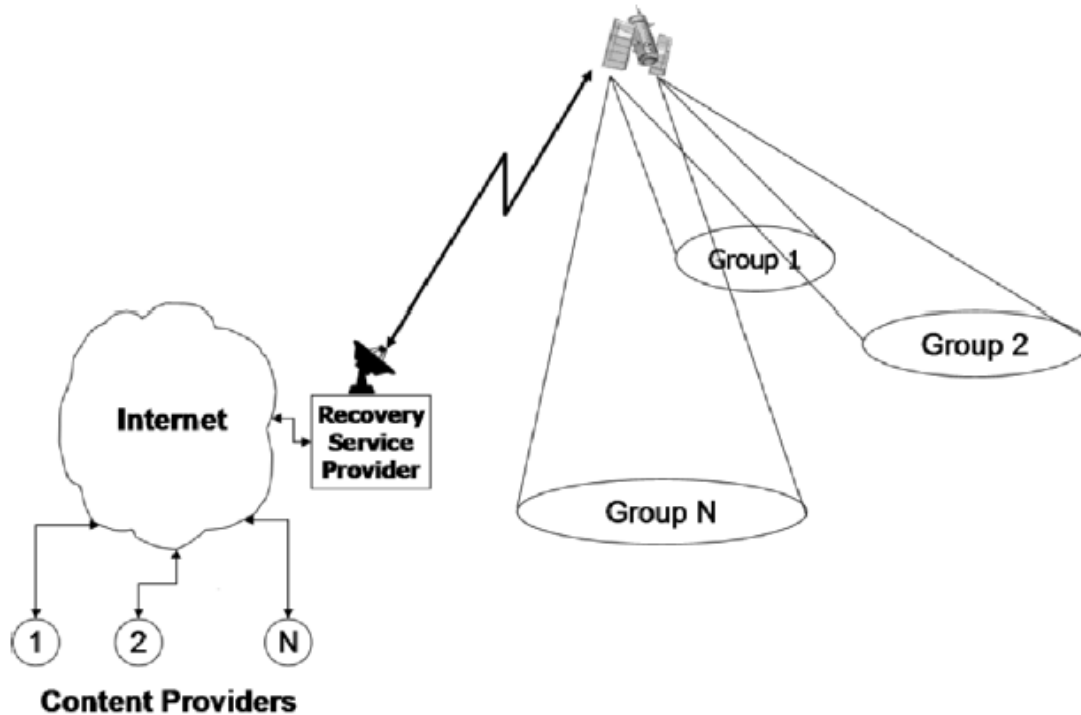 Group 1
Group 2
Internet
Recovery
Service
Provider
Group N
1
2
N
Content Providers